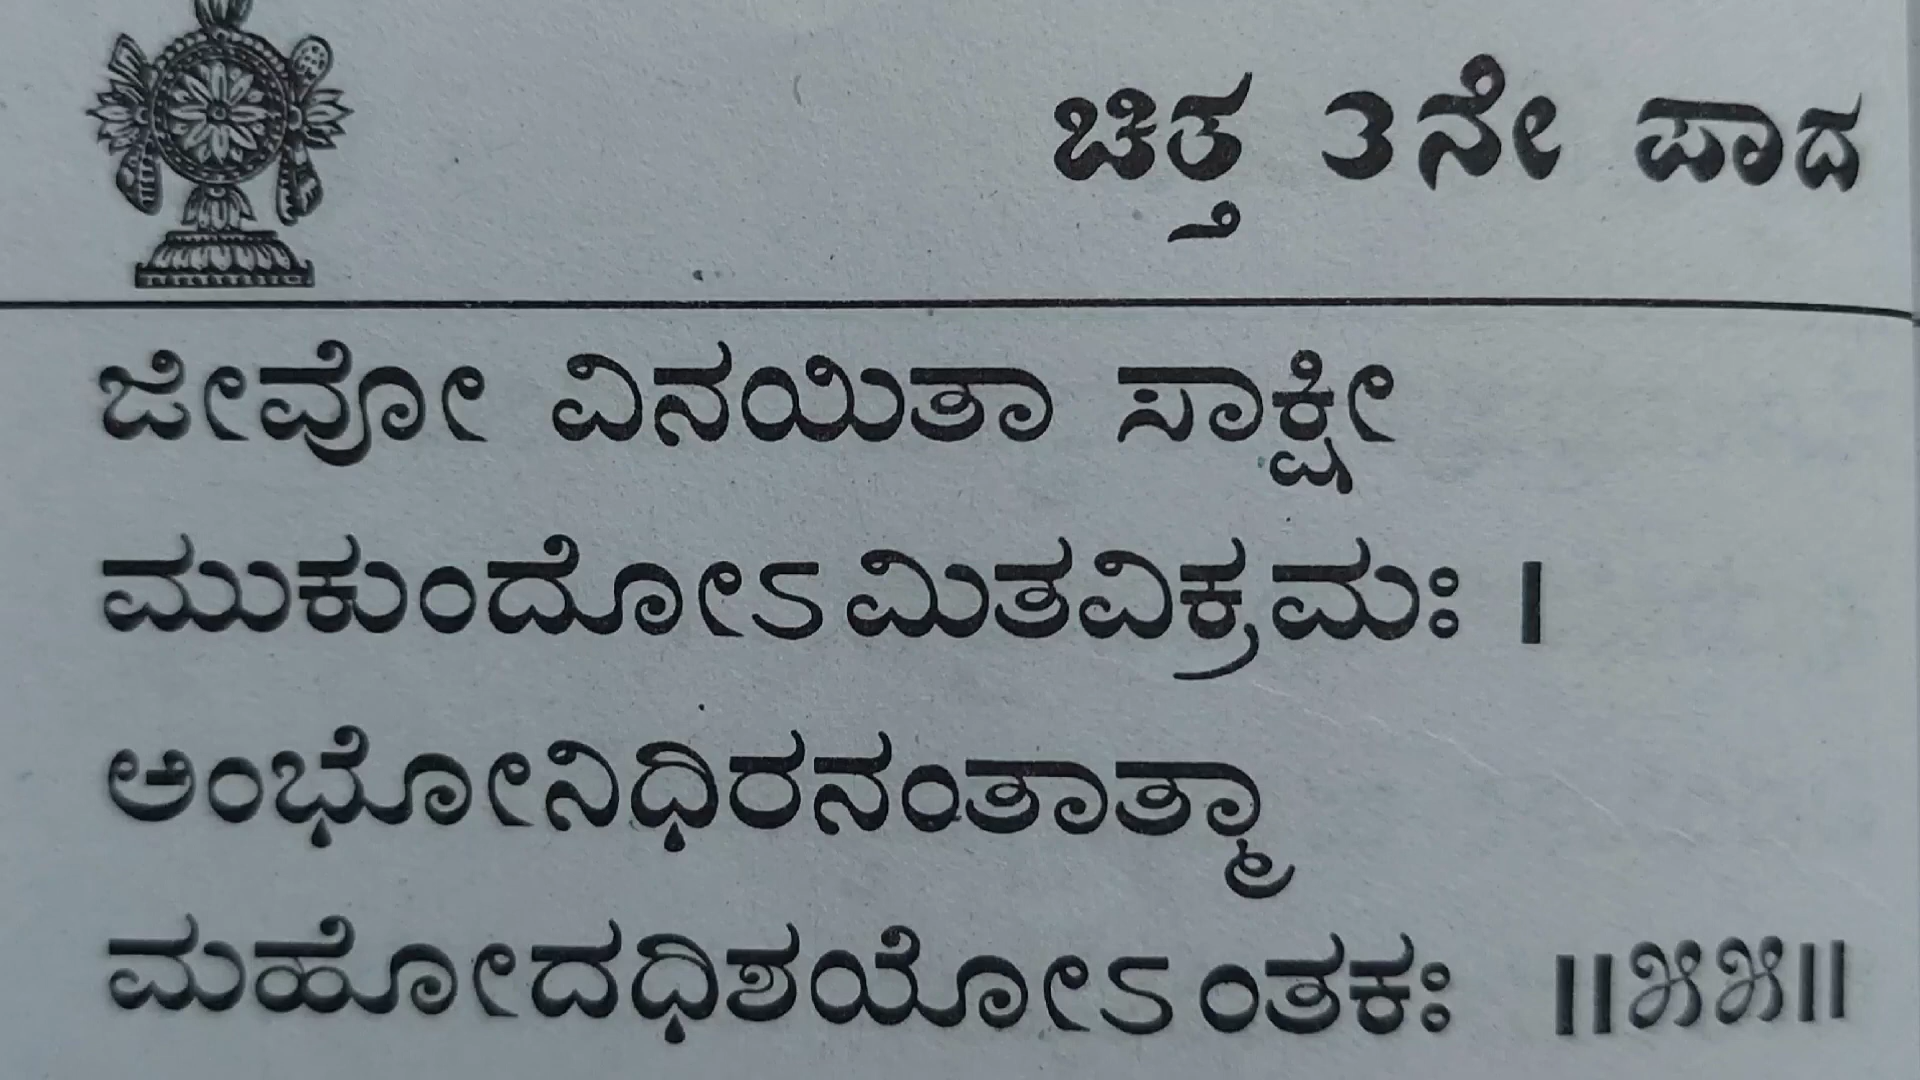 ಚಿತ್ತ 3ನೇ ಪಾದ
ಜೀವೋ ವಿನಯಿತಾ ಸಾಕ್ಷೀ
ಮುಕುಂದೋಽಮಿತವಿಕ್ರಮಃ ।
ಅಂಭೋನಿಧಿರನಂತಾತ್ಮಾ
ಮಹೋದಧಿಶಯೋಽಂತಕಃ ॥೫೫॥